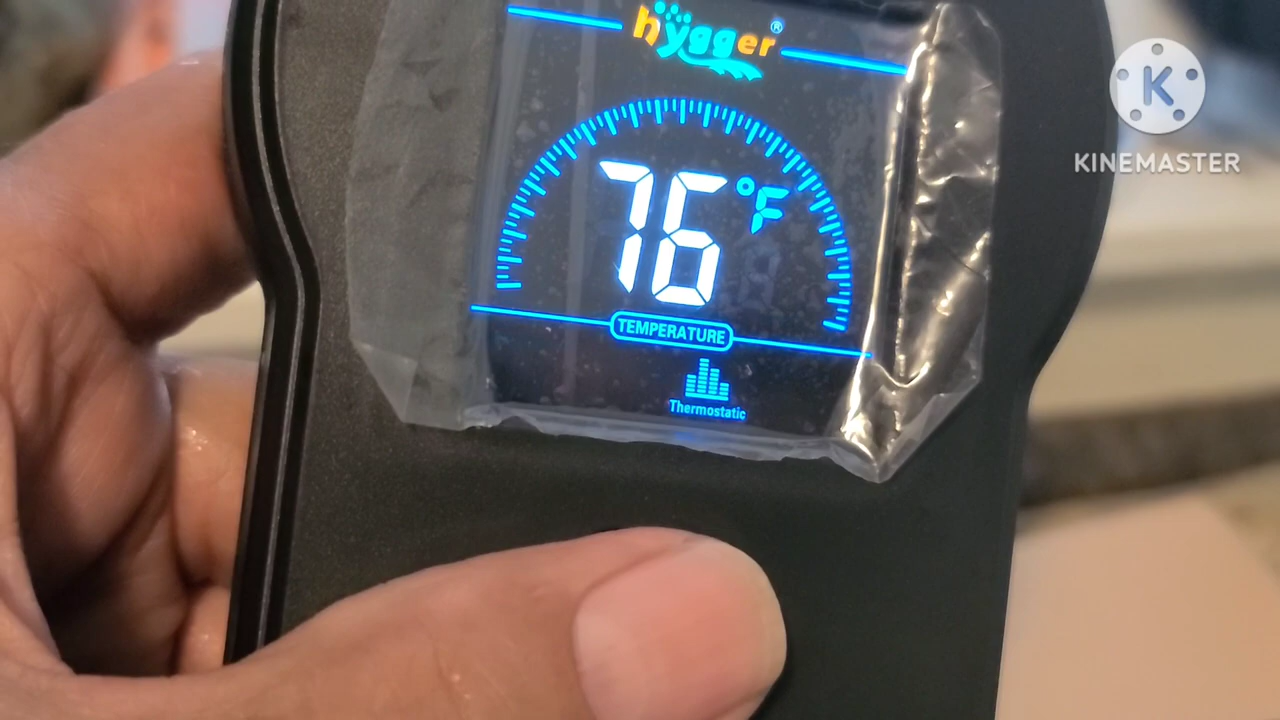 hygger®
K
KINEMASTER
76 °F
TEMPERATURE
Thermostatic